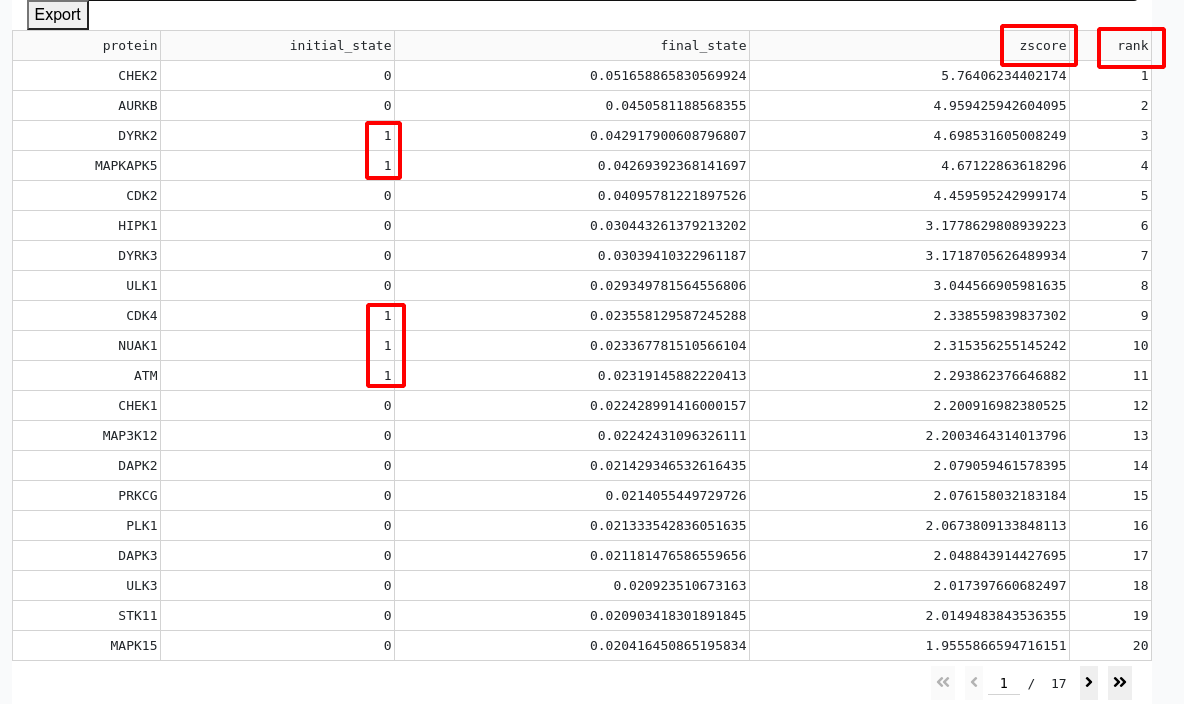 Export
protein initial_state final_state zscore rank
CHEK2 0 0.051658865830569924 5.76406234402174 1
AURKB 0 0.0450581188568355 4.959425942604095 2
DYRK2 1 0.042917900608796807 4.698531605008249 3
MAPKAPK5 1 0.04269392368141697 4.67122863618296 4
CDK2 0 0.04095781221897526 4.459595242999174 5
HIPK1 0 0.030443261379213202 3.1778629808939223 6
DYRK3 0 0.03039410322961187 3.1718705626489934 7
ULK1 0 0.029349781564556806 3.044566905981635 8
CDK4 1 0.023558129587245288 2.338559839837302 9
NUAK1 1 0.023367781510566104 2.315356255145242 10
ATM 1 0.02319145882220413 2.293862376646882 11
CHEK1 0 0.022428991416000157 2.200916982380525 12
MAP3K12 0 0.02242431096326111 2.2003464314013796 13
DAPK2 0 0.021429346532616435 2.079059461578395 14
PRKCG 0 0.0214055449729726 2.076158032183184 15
PLK1 0 0.021333542836051635 2.0673809133848113 16
DAPK3 0 0.021181476586559656 2.048843914427695 17
ULK3 0 0.020923510673163 2.017397660682497 18
STK11 0 0.020903418301891845 2.0149483843536355 19
MAPK15 0 0.020416450865195834 1.9555866594716151 20
1 / 17